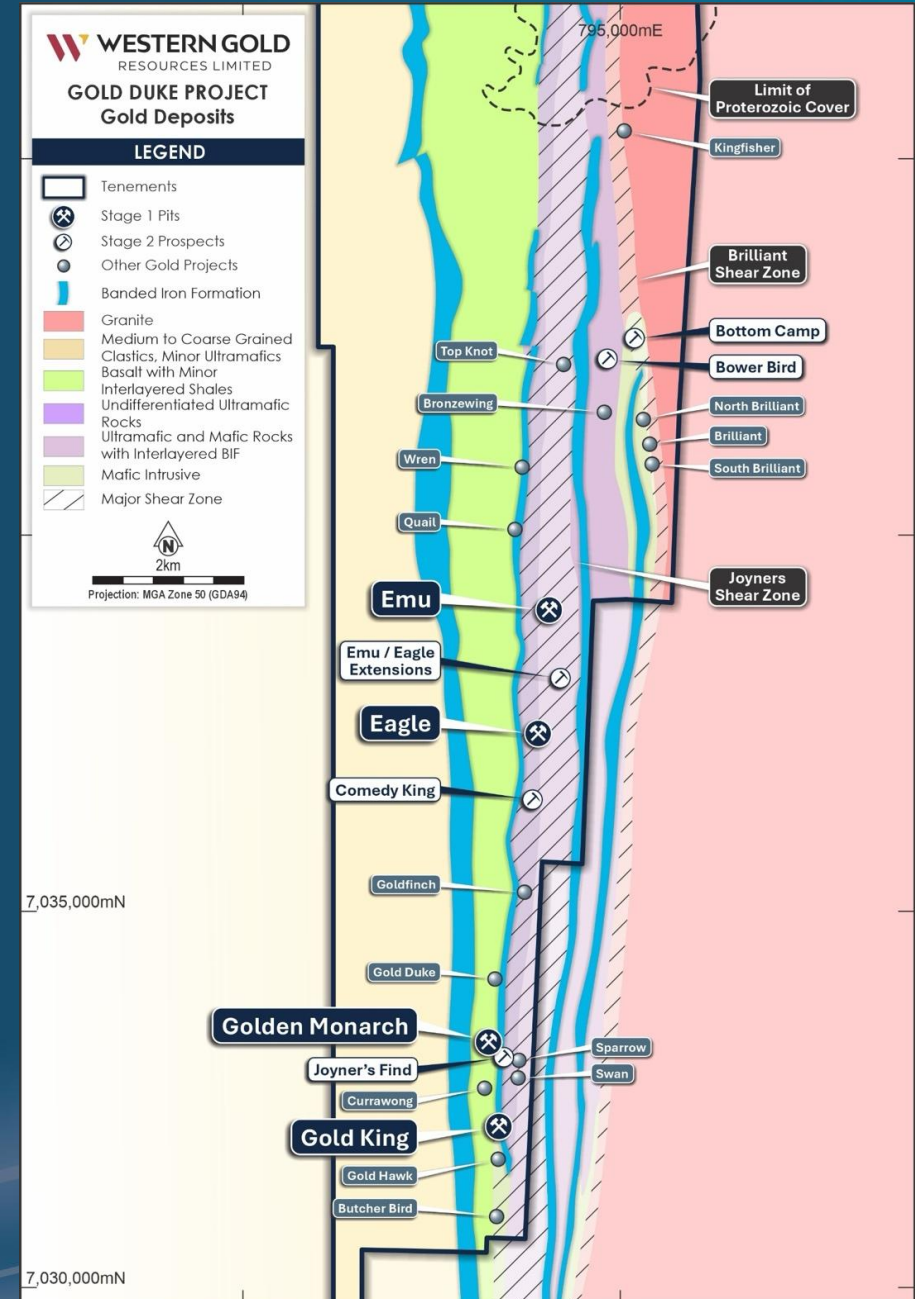 WESTERN GOLD
RESOURCES LIMITED
GOLD DUKE PROJECT
Gold Deposits
LEGEND
Tenements
Stage 1 Pits
Stage 2 Prospects
Other Gold Projects
Banded Iron Formation
Granite
Medium to Coarse Grained
Clastics, Minor Ultramafics
Basalt with Minor
Interlayered Shales
Undifferentiated Ultramafic
Rocks
Ultramafic and Mafic Rocks
with Interlayered BIF
Mafic Intrusive
Major Shear Zone
N
2km
Projection: MGA Zone 50 (GDA94)
795,000mE
Limit of
Proterozoic Cover
Kingfisher
Brilliant
Shear Zone
Bottom Camp
Top Knot
Bower Bird
Bronzewing
North Brilliant
Brilliant
Wren
South Brilliant
Quail
Joyners
Shear Zone
Emu
Emu / Eagle
Extensions
Eagle
Comedy King
Goldfinch
7,035,000mN
Gold Duke
Golden Monarch
Sparrow
Joyner's Find
Swan
Currawong
Gold King
Gold Hawk
Butcher Bird
7,030,000mN